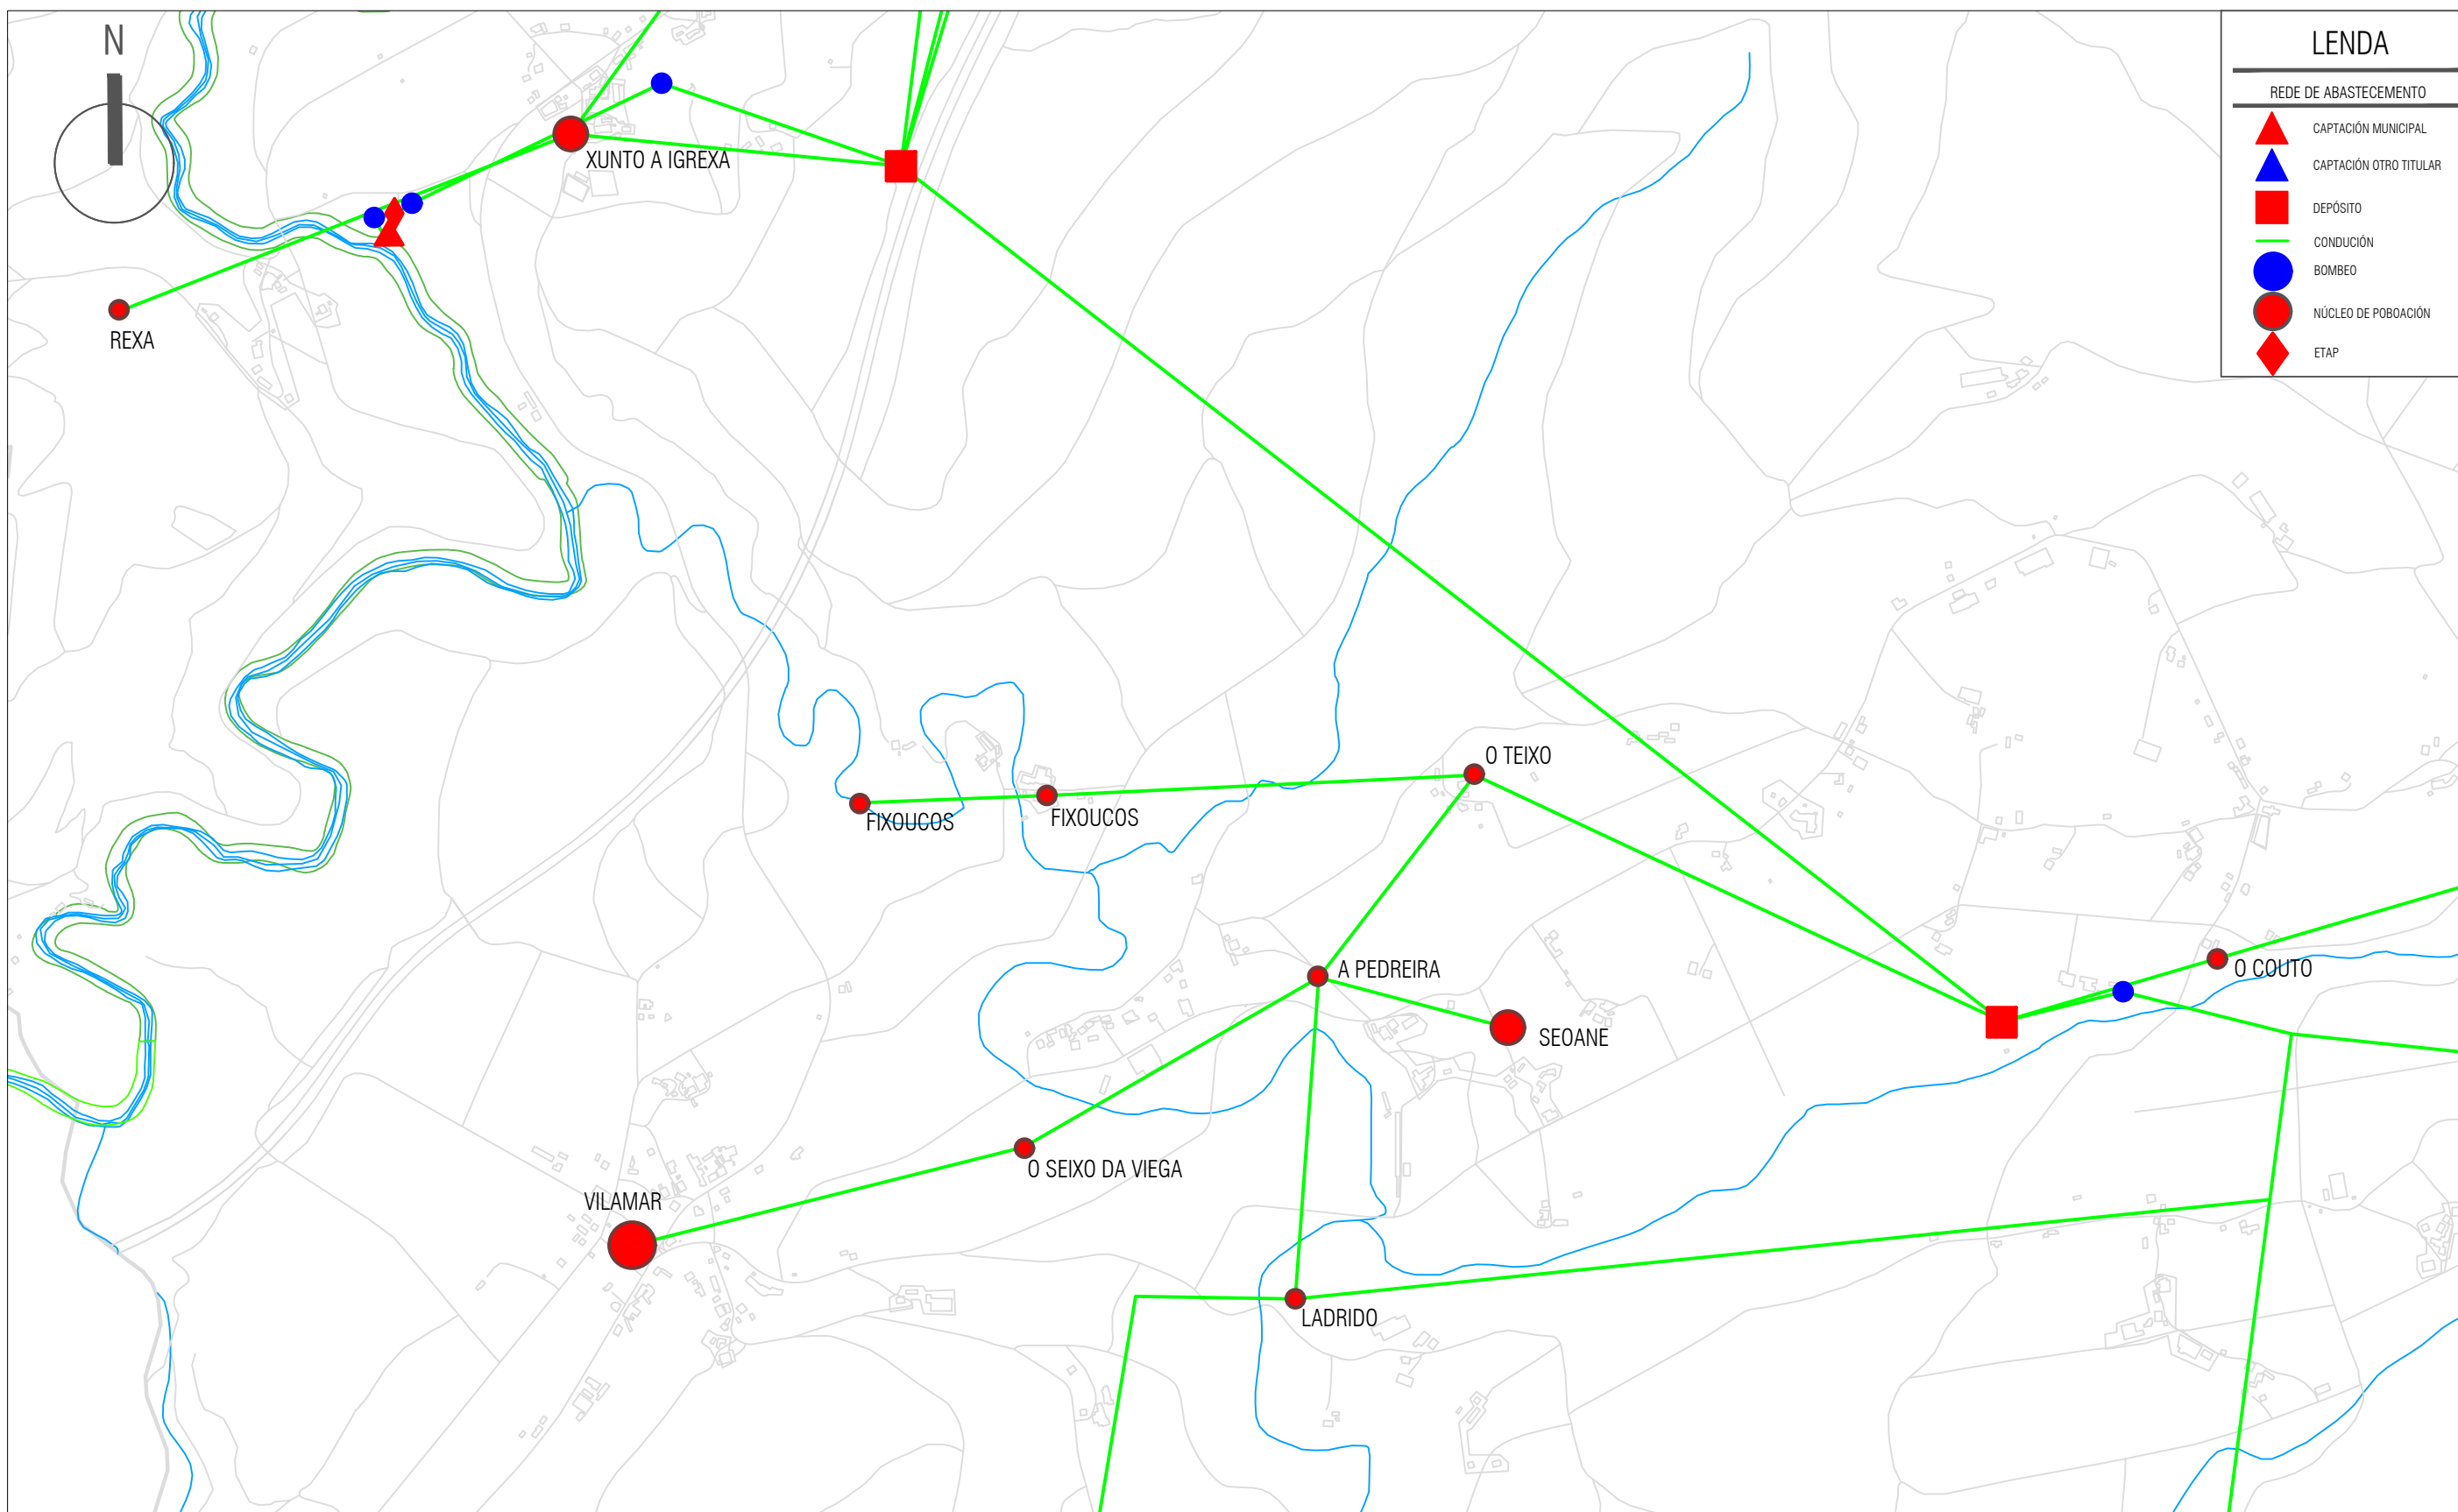 N
LENDA
REDE DE ABASTECEMENTO
CAPTACIÓN MUNICIPAL
CAPTACIÓN OTRO TITULAR
DEPÓSITO
CONDUCIÓN
BOMBEO
NÚCLEO DE POBOACIÓN
ETAP
XUNTO A IGREXA
REXA
O TEIXO
FIXOUCOS
FIXOUCOS
A PEDREIRA
O COUTO
SEOANE
O SEIXO DA VIEGA
VILAMAR
LADRIDO